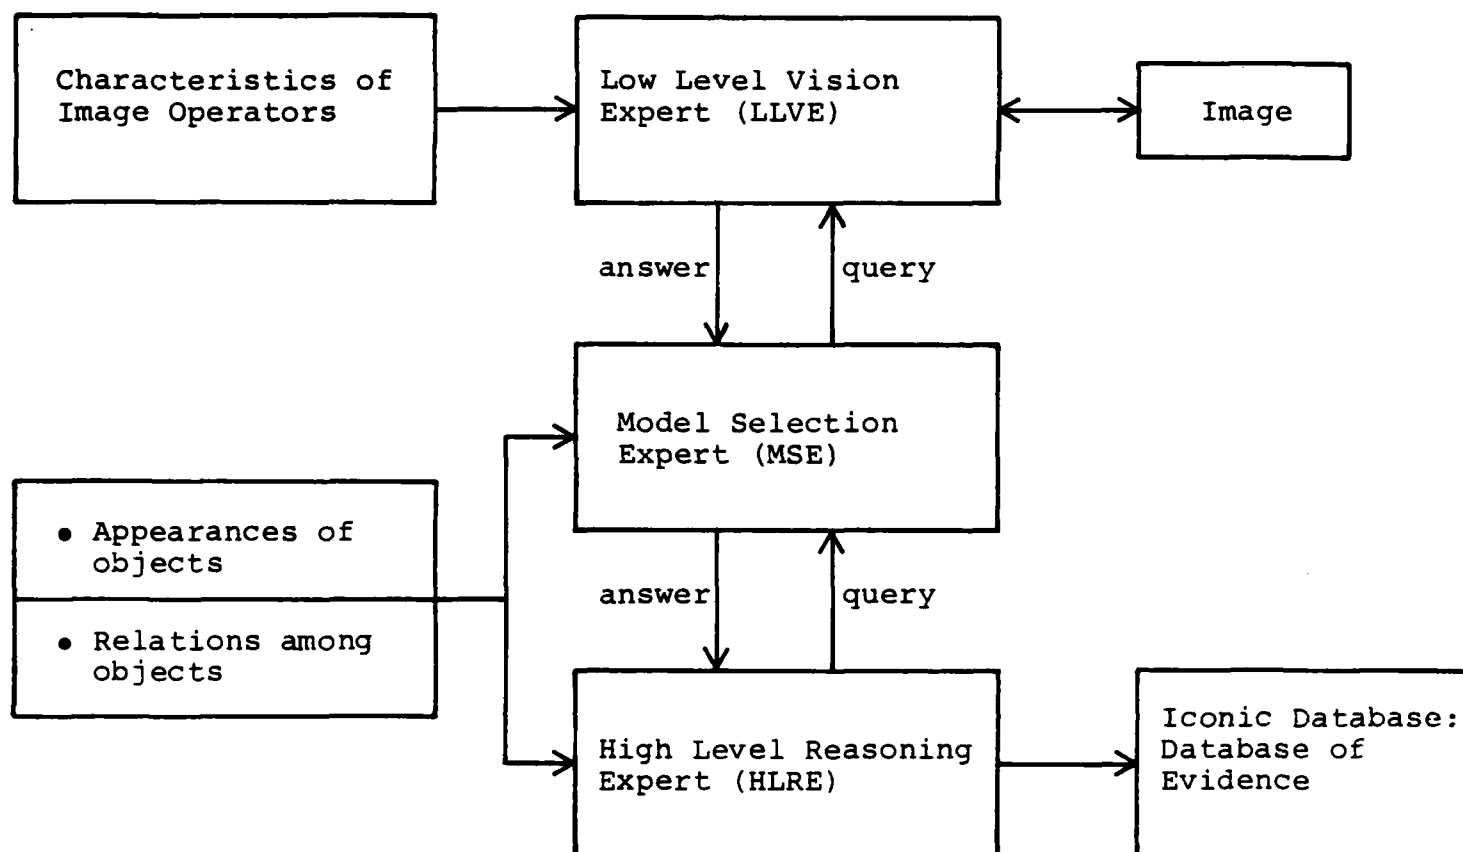 Characteristics of
Image Operators
Low Level Vision
Expert (LLVE)
Image
answer
query
Model Selection
Expert (MSE)
• Appearances of
objects
• Relations among
objects
answer
query
High Level Reasoning
Expert (HLRE)
Iconic Database:
Database of
Evidence